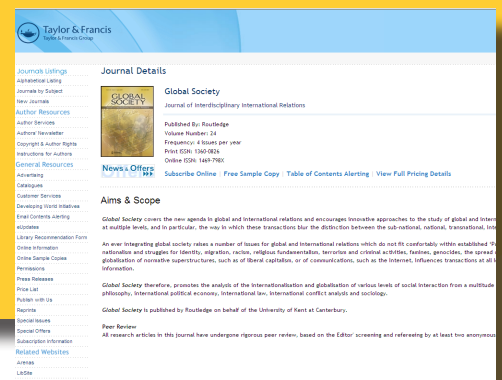 Taylor & Francis
Taylor & Francis Group
Journals Listings
Alphabetical Listing
Journals by Subject
New Journals
Author Resources
Author Services
Authors' Newsletter
Copyright & Author Rights
Instructions for Authors
General Resources
Advertising
Catalogues
Customer Services
Developing World Initiatives
Email Contents Alerting
eUpdates
Library Recommendation Form
Online Information
Online Sample Copies
Permissions
Press Releases
Price List
Publish with Us
Reprints
Special Issues
Special Offers
Subscription Information
Related Websites
Arenas
LibSite
Journal Details
GLOBAL
SOCIETY
News & Offers
Global Society
Journal of Interdisciplinary International Relations
Published By: Routledge
Volume Number: 24
Frequency: 4 issues per year
Print ISSN: 1360-0826
Online ISSN: 1469-798X
Subscribe Online | Free Sample Copy | Table of Contents Alerting | View Full Pricing Details
Aims & Scope
Global Society covers the new agenda in global and international relations and encourages innovative approaches to the study of global and
at multiple levels, and in particular, the way in which these transactions blur the distinction between the sub-national, national, transnational,
An ever integrating global society raises a number of issues for global and international relations which do not fit comfortably within established
nationalism and struggles for identity, migration, racism, religious fundamentalism, terrorism and criminal activities, famines, genocides, the spread
globalisation of normative superstructures, such as of liberal capitalism, or of communications, such as the Internet, influences transactions at all
information.
Global Society therefore, promotes the analysis of the internationalisation and globalisation of various levels of social interaction from a multitude
philosophy, international political economy, international law, international conflict analysis and sociology.
Global Society is published by Routledge on behalf of the University of Kent at Canterbury.
Peer Review
All research articles in this journal have undergone rigorous peer review, based on the Editor' screening and refereeing by at least two anonymous